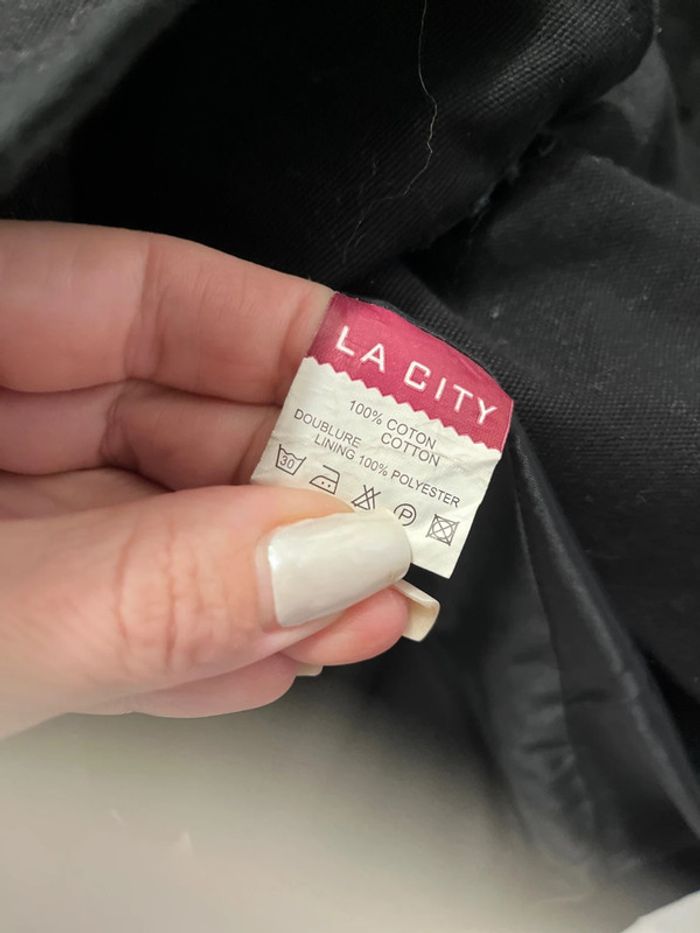 LA CITY
100% COTON
COTTON
DOUBLURE
LINING 100% POLYESTER
30 P